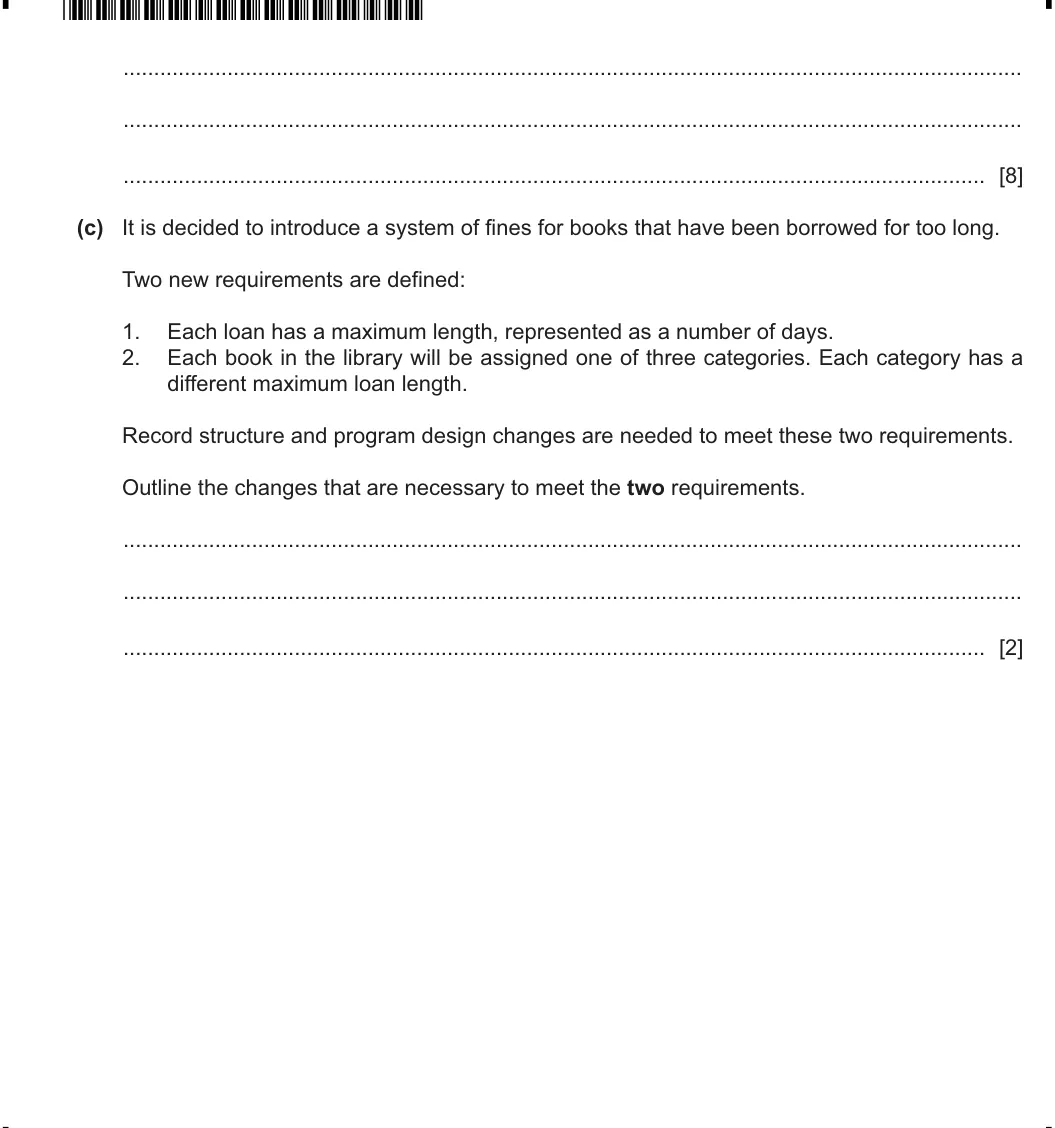 [8]
(c) It is decided to introduce a system of fines for books that have been borrowed for too long.
Two new requirements are defined:
1. Each loan has a maximum length, represented as a number of days.
2. Each book in the library will be assigned one of three categories. Each category has a
different maximum loan length.
Record structure and program design changes are needed to meet these two requirements.
Outline the changes that are necessary to meet the two requirements.
[2]